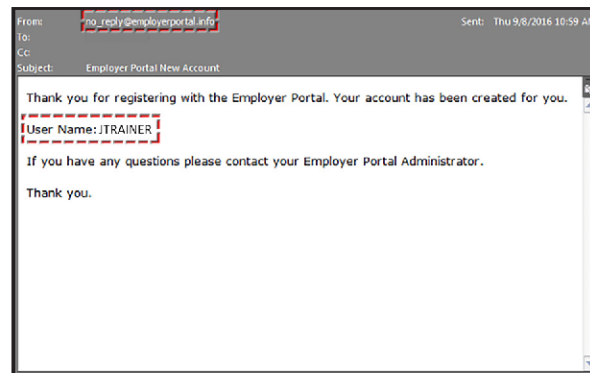 From: no_reply@employerportal.info Sent: Thu 9/8/2016 10:59 AM
To:
Cc:
Subject: Employer Portal New Account
Thank you for registering with the Employer Portal. Your account has been created for you.
User Name: JTRAINER
If you have any questions please contact your Employer Portal Administrator.
Thank you.